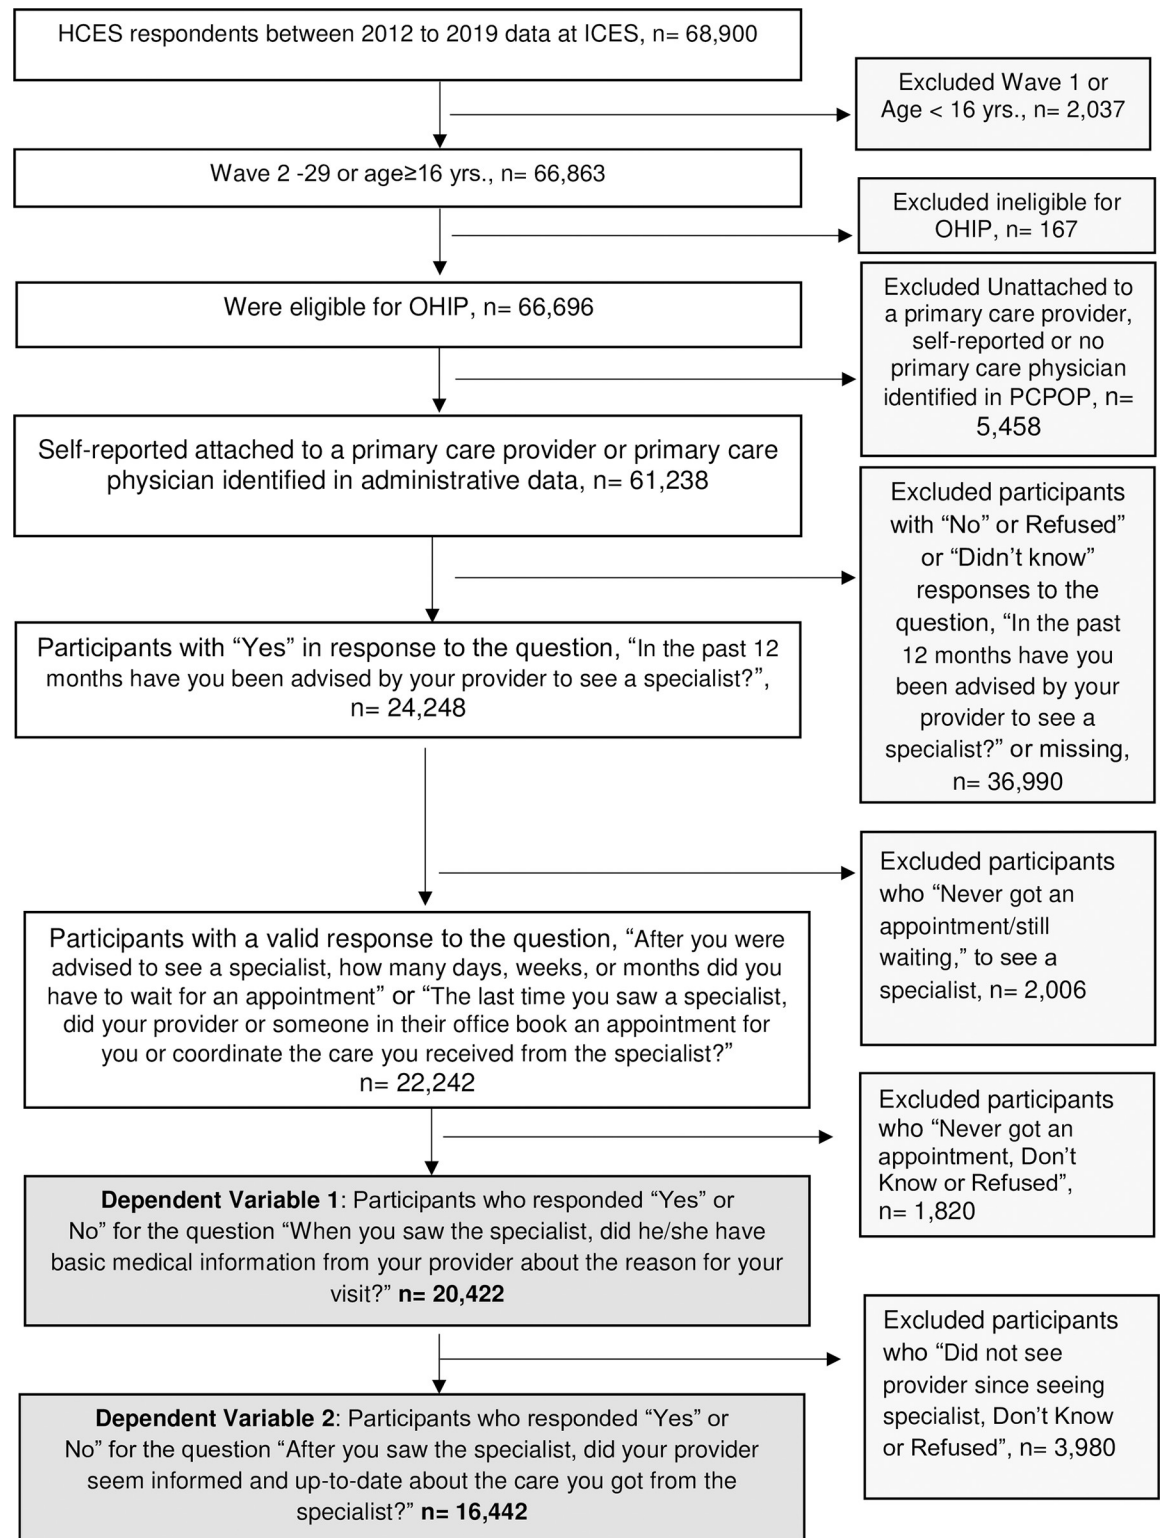 HCES respondents between 2012 to 2019 data at ICES, n= 68,900
Excluded Wave 1 or
Age < 16 yrs., n= 2,037
Wave 2 -29 or age≥16 yrs., n= 66,863
Excluded ineligible for
OHIP, n= 167
Were eligible for OHIP, n= 66,696
Excluded Unattached to
a primary care provider,
self-reported or no
primary care physician
identified in PCPOP, n=
5,458
Self-reported attached to a primary care provider or primary care
physician identified in administrative data, n= 61,238
Excluded participants
with “No” or Refused”
or “Didn’t know”
responses to the
question, “In the past
12 months have you
been advised by your
provider to see a
specialist?” or missing,
n= 36,990
Participants with “Yes” in response to the question, “In the past 12
months have you been advised by your provider to see a specialist?”,
n= 24,248
Excluded participants
who “Never got an
appointment/still
waiting,” to see a
specialist, n= 2,006
Participants with a valid response to the question, “After you were
advised to see a specialist, how many days, weeks, or months did you
have to wait for an appointment” or “The last time you saw a specialist,
did your provider or someone in their office book an appointment for
you or coordinate the care you received from the specialist?”
n= 22,242
Excluded participants
who “Never got an
appointment, Don’t
Know or Refused”,
n= 1,820
Dependent Variable 1: Participants who responded “Yes” or
No” for the question “When you saw the specialist, did he/she have
basic medical information from your provider about the reason for your
visit?” n= 20,422
Excluded participants
who “Did not see
provider since seeing
specialist, Don’t Know
or Refused”, n= 3,980
Dependent Variable 2: Participants who responded “Yes” or
No” for the question “After you saw the specialist, did your provider
seem informed and up-to-date about the care you got from the
specialist?” n= 16,442